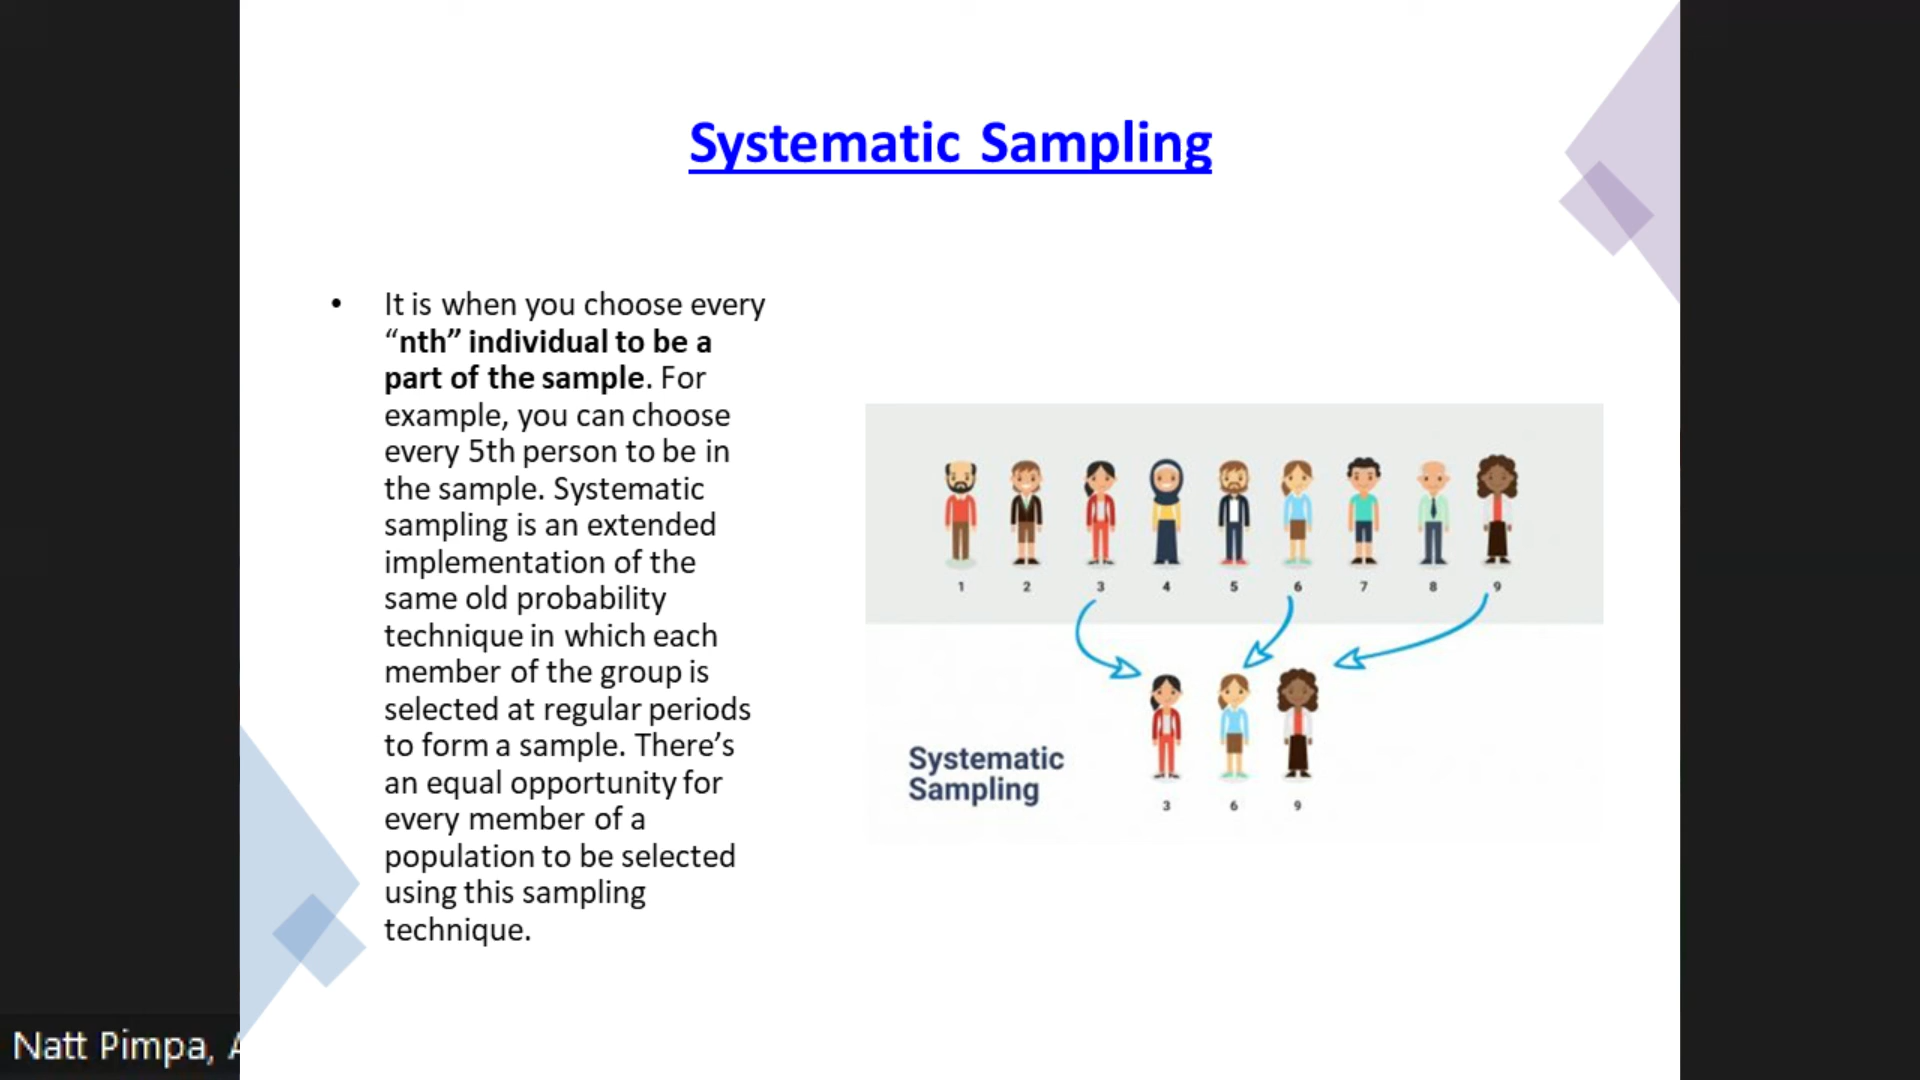 Systematic Sampling
• It is when you choose every
“nth” individual to be a
part of the sample. For
example, you can choose
every 5th person to be in
the sample. Systematic
sampling is an extended
implementation of the
same old probability
technique in which each
member of the group is
selected at regular periods
to form a sample. There’s
an equal opportunity for
every member of a
population to be selected
using this sampling
technique.
1 2 3 4 5 6 7 8 9
Systematic
Sampling
3 6 9
Natt Pimpa,